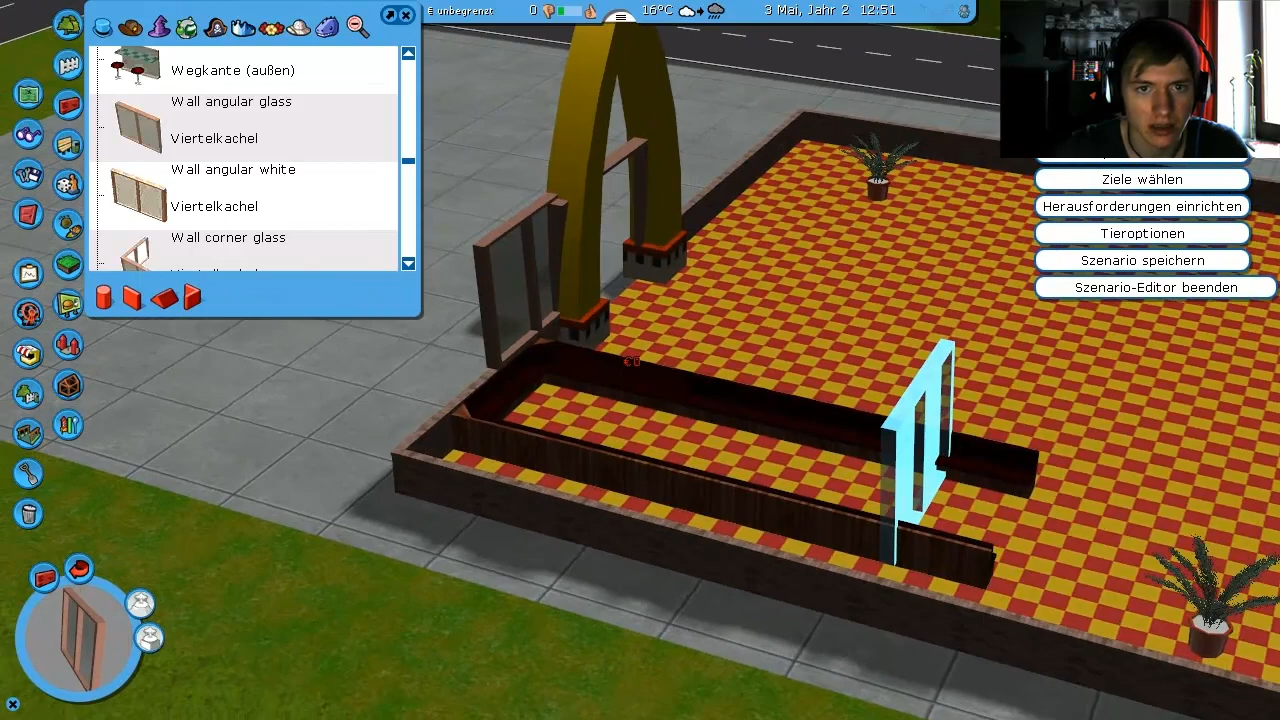 € unbegrenzt 0 16°C 3 Mai, Jahr 2 12:51
Wegkante (außen)
Wall angular glass
Viertelkachel
Wall angular white
Viertelkachel
Wall corner glass
Ziele wählen
Herausforderungen einrichten
Tieroptionen
Szenario speichern
Szenario-Editor beenden